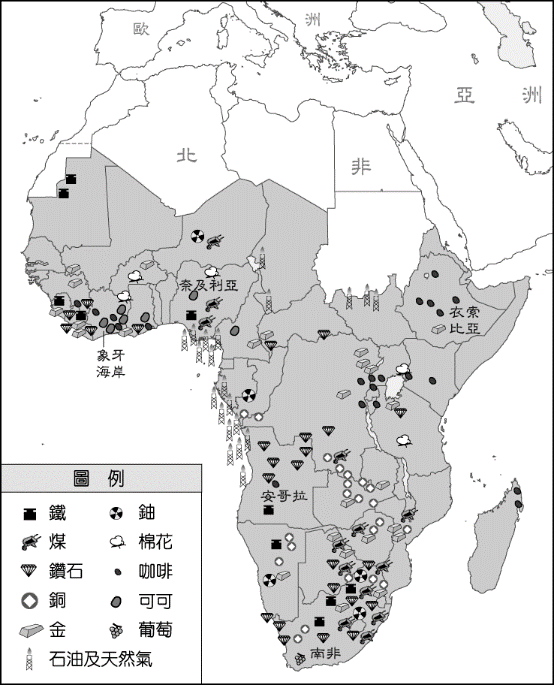 歐洲
亞洲
北非
奈及利亞
衣索
比亞
象牙
海岸
安哥拉
南非
圖例
鐵
鈾
煤
棉花
鑽石
咖啡
銅
可可
金
葡萄
石油及天然氣